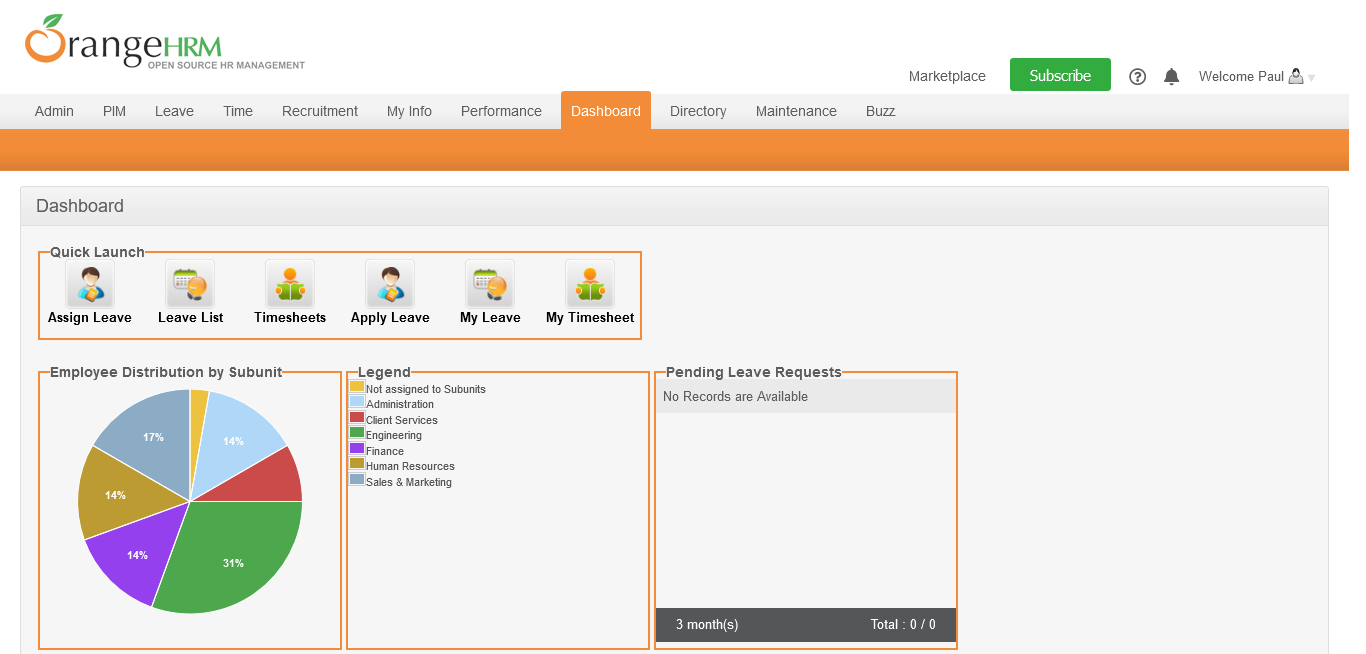 OrangeHRM
OPEN SOURCE HR MANAGEMENT
Marketplace Subscribe Welcome Paul
Admin PIM Leave Time Recruitment My Info Performance Dashboard Directory Maintenance Buzz
Dashboard
Quick Launch
Assign Leave Leave List Timesheets Apply Leave My Leave My Timesheet
Employee Distribution by Subunit
17%
14%
14%
14%
31%
Legend
Not assigned to Subunits
Administration
Client Services
Engineering
Finance
Human Resources
Sales & Marketing
Pending Leave Requests
No Records are Available
3 month(s) Total : 0 / 0